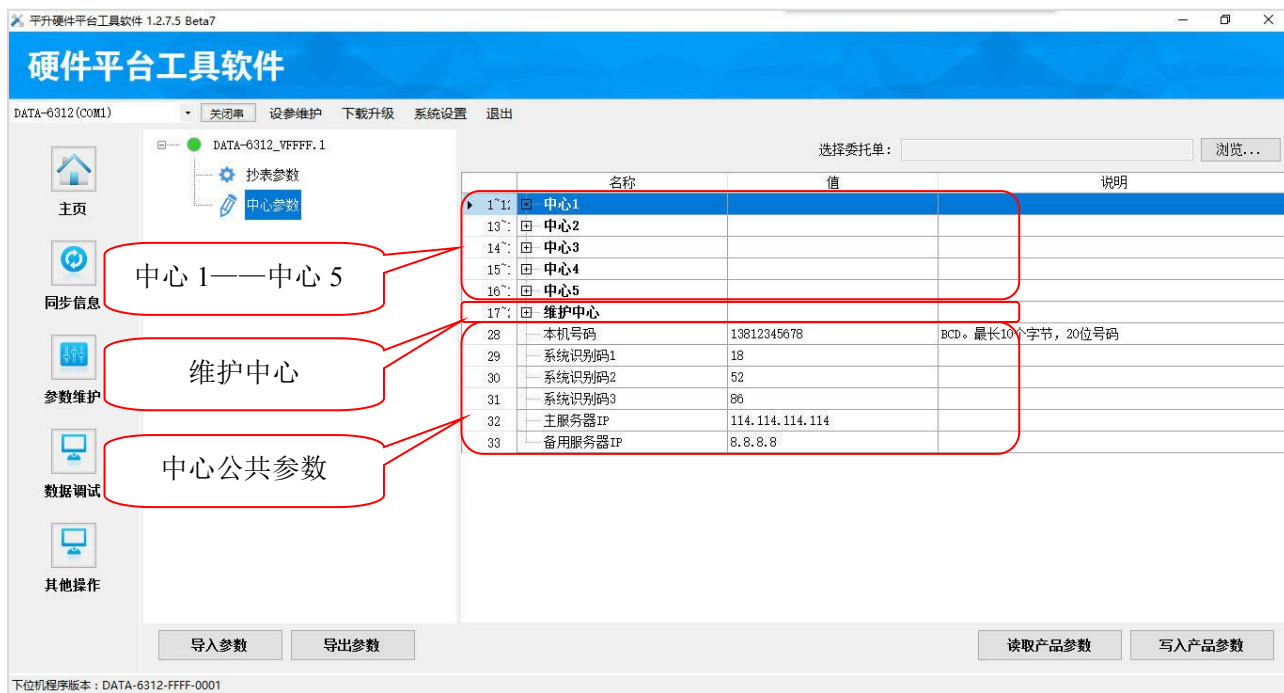 平升硬件平台工具软件 1.2.7.5 Beta7
硬件平台工具软件
DATA-6312(COM1) 关闭串 设参维护 下载升级 系统设置 退出
主页
同步信息
参数维护
数据调试
其他操作
DATA-6312_VFFFF.1
抄表参数
中心参数
中心 1——中心 5
维护中心
中心公共参数
选择委托单: 浏览...
名称 值 说明
1~1 中心1
13~ 中心2
14~ 中心3
15~ 中心4
16~ 中心5
17~ 维护中心
28 本机号码 13812345678 BCD。最长10个字节，20位号码
29 系统识别码1 18
30 系统识别码2 52
31 系统识别码3 86
32 主服务器IP 114.114.114.114
33 备用服务器IP 8.8.8.8
导入参数 导出参数 读取产品参数 写入产品参数
下位机程序版本：DATA-6312-FFFF-0001